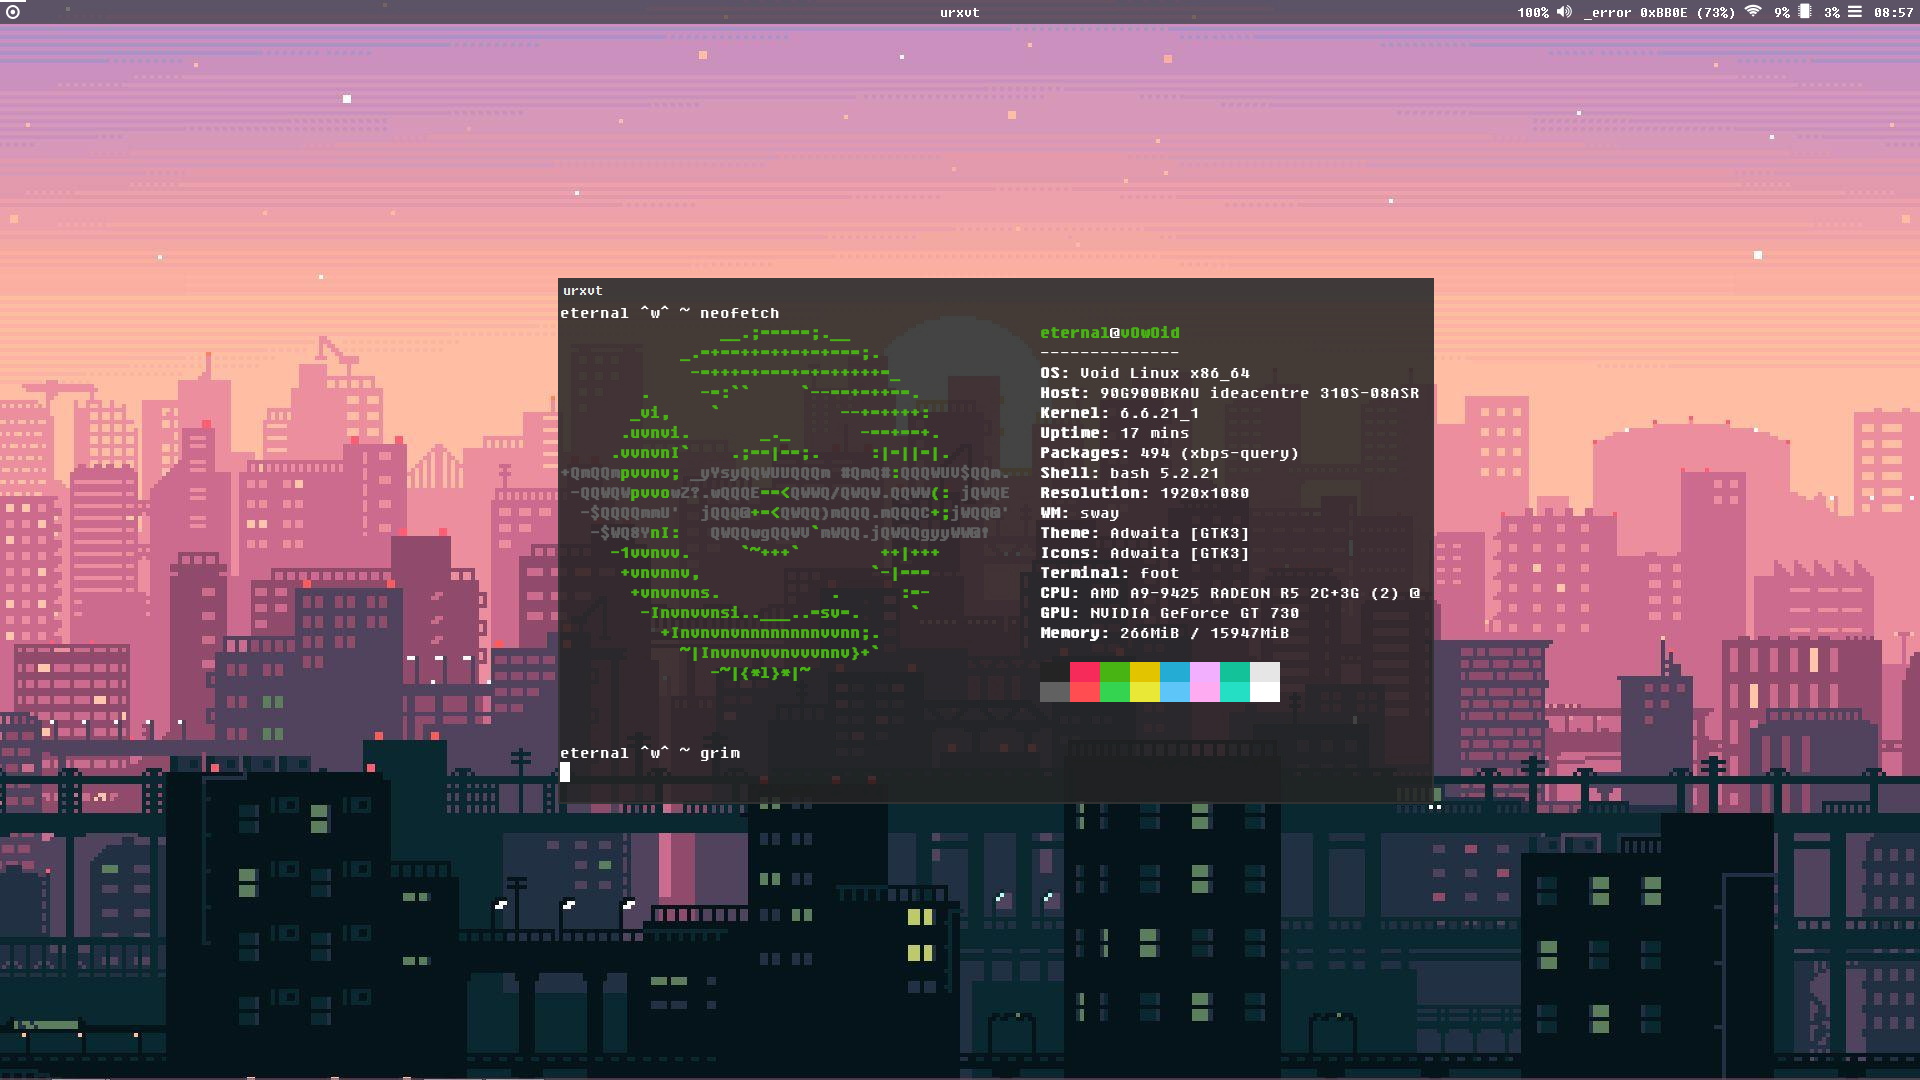 urxvt
100% _error 0xBB0E (73%) 9% 3% 08:57
urxvt
eternal ^w^ ~ neofetch
eternal@vOwOid
--------------
OS: Void Linux x86_64
Host: 90G900BKAU ideacentre 310S-08ASR
Kernel: 6.6.21_1
Uptime: 17 mins
Packages: 494 (xbps-query)
Shell: bash 5.2.21
Resolution: 1920x1080
WM: sway
Theme: Adwaita [GTK3]
Icons: Adwaita [GTK3]
Terminal: foot
CPU: AMD A9-9425 RADEON R5 2C+3G (2) @
GPU: NVIDIA GeForce GT 730
Memory: 266MiB / 15947MiB
eternal ^w^ ~ grim